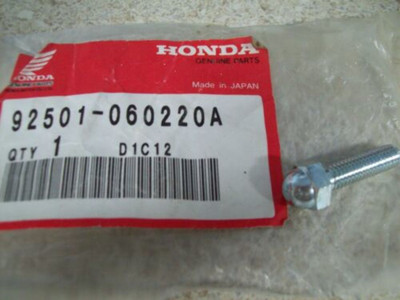 HONDA
HONDA
GENUINE PARTS
Made in JAPAN
92501-060220A
QTY 1 D1C12